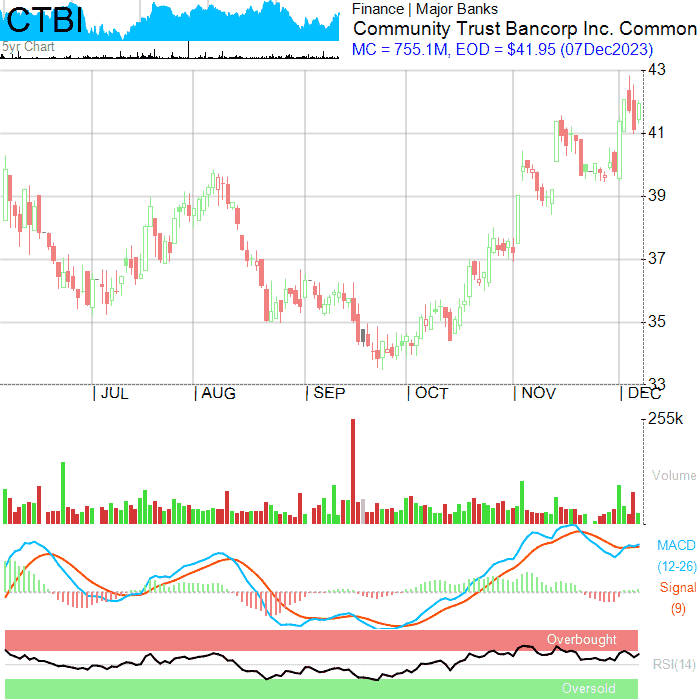 CTBI
5yr Chart
Finance | Major Banks
Community Trust Bancorp Inc. Common
MC = 755.1M, EOD = $41.95 (07Dec2023)
43
41
39
37
35
33
| JUL | AUG | SEP | OCT | NOV | DEC
255k
Volume
MACD
(12-26)
Signal
(9)
Overbought
RSI(14)
Oversold